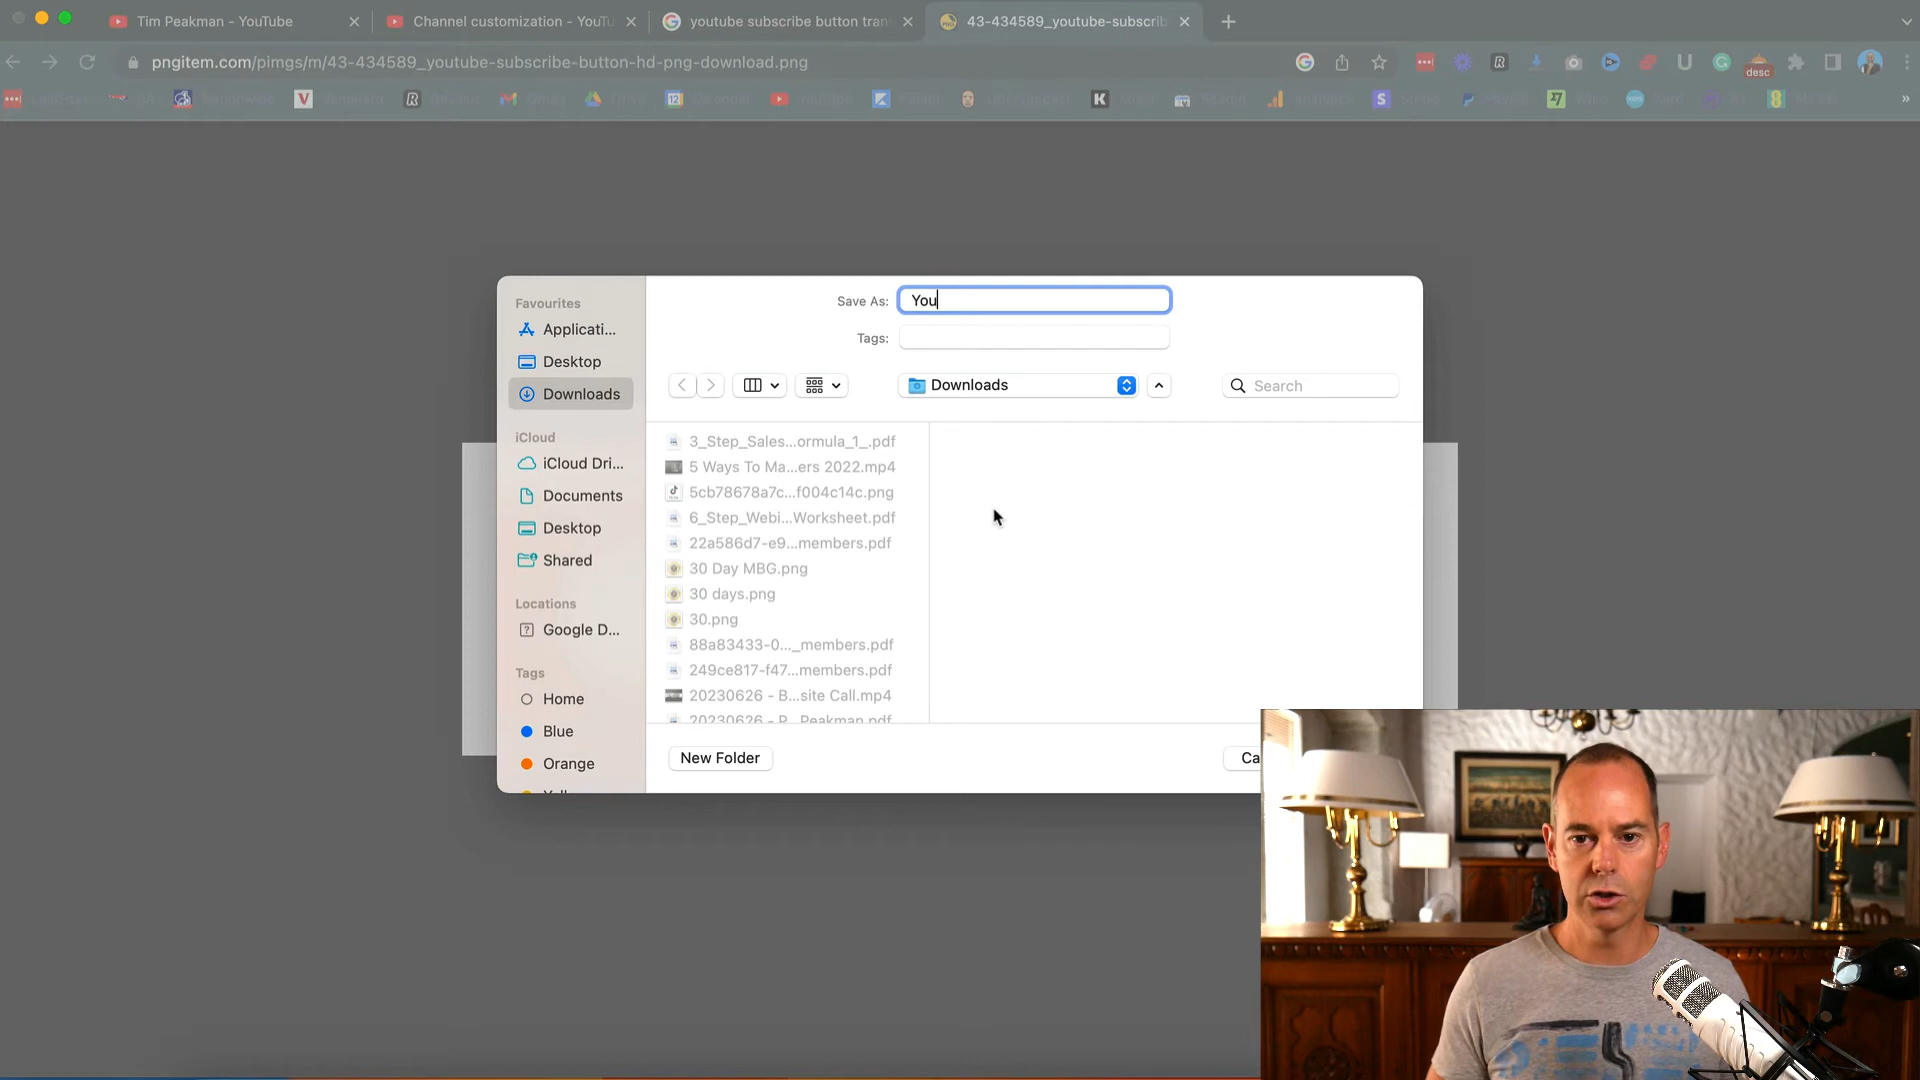 Tim Peakman - YouTube
Channel customization - YouTu
youtube subscribe button tran
43-434589_youtube-subscrib
pngitem.com/pimgs/m/43-434589_youtube-subscribe-button-hd-png-download.png
desc
Favourites
Applicati...
Desktop
Downloads
iCloud
iCloud Dri...
Documents
Desktop
Shared
Locations
Google D...
Tags
Home
Blue
Orange
Save As: You
Tags:
Downloads
Search
3_Step_Sales...ormula_1_.pdf
5 Ways To Ma...ers 2022.mp4
5cb78678a7c...f004c14c.png
6_Step_Webi...Worksheet.pdf
22a586d7-e9...members.pdf
30 Day MBG.png
30 days.png
30.png
88a83433-0..._members.pdf
249ce817-f47...members.pdf
20230626 - B...site Call.mp4
20230626 - P...Peakman.pdf
New Folder
Ca